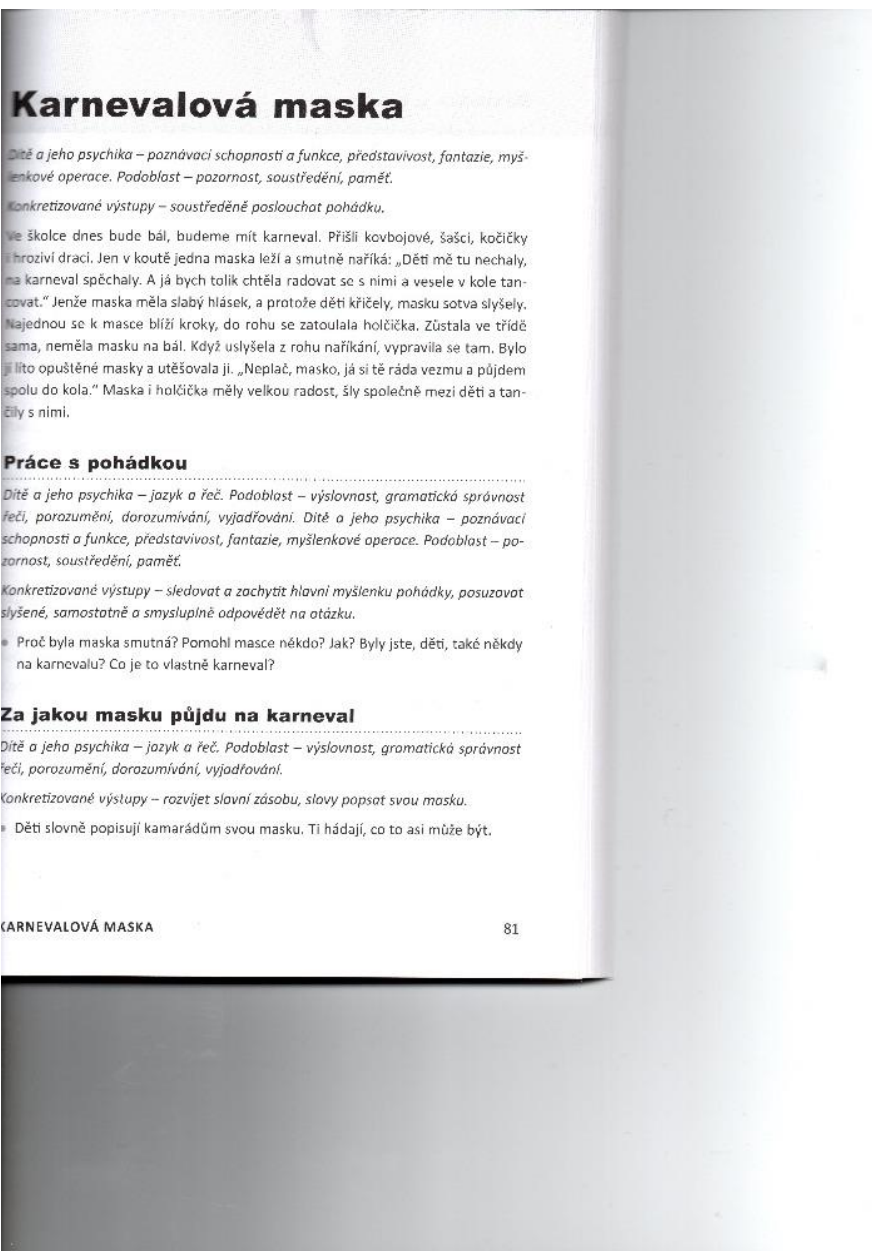 Karnevalová maska
Dítě a jeho psychika – poznávací schopnosti a funkce, představivost, fantazie, myš-
lenkové operace. Podoblast – pozornost, soustředění, paměť.
Konkretizované výstupy – soustředěně poslouchat pohádku.
Ve školce dnes bude bál, budeme mít karneval. Přišli kovbojové, šašci, kočičky
i hroziví draci. Jen v koutě jedna maska leží a smutně naříká: „Děti mě tu nechaly,
na karneval spěchaly. A já bych tolik chtěla radovat se s nimi a vesele v kole tan-
covat.“ Jenže maska měla slabý hlásek, a protože děti křičely, masku sotva slyšely.
Najednou se k masce blíží kroky, do rohu se zatoulala holčička. Zůstala ve třídě
sama, neměla masku na bál. Když uslyšela z rohu naříkání, vypravila se tam. Bylo
jí líto opuštěné masky a utěšovala ji. „Neplač, masko, já si tě ráda vezmu a půjdem
spolu do kola.“ Maska i holčička měly velkou radost, šly společně mezi děti a tan-
čily s nimi.
Práce s pohádkou
Dítě a jeho psychika – jazyk a řeč. Podoblast – výslovnost, gramatická správnost
řeči, porozumění, dorozumívání, vyjadřování. Dítě a jeho psychika – poznávací
schopnosti a funkce, představivost, fantazie, myšlenkové operace. Podoblast – po-
zornost, soustředění, paměť.
Konkretizované výstupy – sledovat a zachytit hlavní myšlenku pohádky, posuzovat
slyšené, samostatně a smysluplně odpovědět na otázku.
• Proč byla maska smutná? Pomohl masce někdo? Jak? Byly jste, děti, také někdy
na karnevalu? Co je to vlastně karneval?
Za jakou masku půjdu na karneval
Dítě a jeho psychika – jazyk a řeč. Podoblast – výslovnost, gramatická správnost
řeči, porozumění, dorozumívání, vyjadřování.
Konkretizované výstupy – rozvíjet slovní zásobu, slovy popsat svou masku.
• Děti slovně popisují kamarádům svou masku. Ti hádají, co to asi může být.
KARNEVALOVÁ MASKA 81